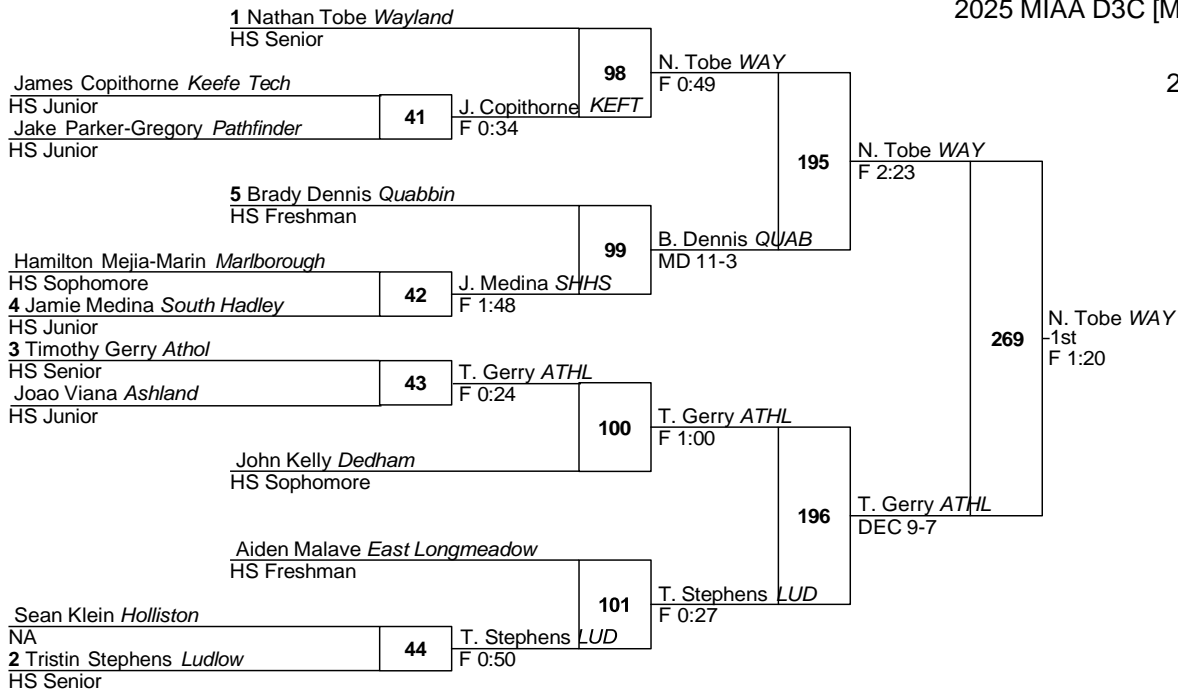 2025 MIAA D3C [M
2
1 Nathan Tobe Wayland
HS Senior
98
N. Tobe WAY
F 0:49
James Copithorne Keefe Tech
HS Junior
41
J. Copithorne KEFT
F 0:34
Jake Parker-Gregory Pathfinder
HS Junior
195
N. Tobe WAY
F 2:23
5 Brady Dennis Quabbin
HS Freshman
99
B. Dennis QUAB
MD 11-3
Hamilton Mejia-Marin Marlborough
HS Sophomore
42
J. Medina SHHS
F 1:48
4 Jamie Medina South Hadley
HS Junior
269
N. Tobe WAY
1st
F 1:20
3 Timothy Gerry Athol
HS Senior
43
T. Gerry ATHL
F 0:24
Joao Viana Ashland
HS Junior
100
T. Gerry ATHL
F 1:00
John Kelly Dedham
HS Sophomore
196
T. Gerry ATHL
DEC 9-7
Aiden Malave East Longmeadow
HS Freshman
101
T. Stephens LUD
F 0:27
Sean Klein Holliston
NA
44
T. Stephens LUD
F 0:50
2 Tristin Stephens Ludlow
HS Senior